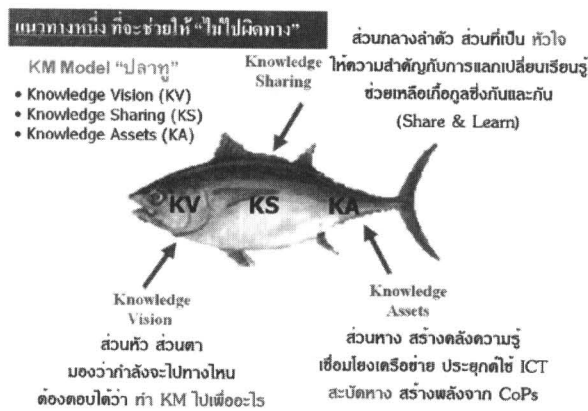 แนวทางหนึ่ง ที่จะช่วยให้ “ไม่ไปผิดทาง”
KM Model “ปลาทู”
• Knowledge Vision (KV)
• Knowledge Sharing (KS)
• Knowledge Assets (KA)
Knowledge
Sharing
ส่วนกลางลำตัว ส่วนที่เป็น หัวใจ
ให้ความสำคัญกับการแลกเปลี่ยนเรียนรู้
ช่วยเหลือเกื้อกูลซึ่งกันและกัน
(Share & Learn)
KV KS KA
Knowledge
Vision
ส่วนหัว ส่วนตา
มองว่ากำลังจะไปทางไหน
ต้องตอบได้ว่า ทำ KM ไปเพื่ออะไร
Knowledge
Assets
ส่วนหาง สร้างคลังความรู้
เชื่อมโยงเครือข่าย ประยุกต์ใช้ ICT
สะบัดหาง สร้างพลังจาก CoPs